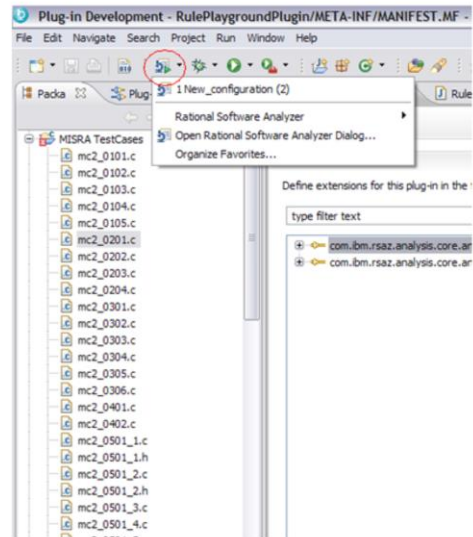 Plug-in Development - RulePlaygroundPlugin/META-INF/MANIFEST.MF -
File Edit Navigate Search Project Run Window Help
1 New_configuration (2)
Packa
Plug-
Rul
Rational Software Analyzer
Open Rational Software Analyzer Dialog...
Organize Favorites...
MISRA TestCases
mc2_0101.c
mc2_0102.c
mc2_0103.c
Define extensions for this plug-in in the
mc2_0104.c
mc2_0105.c
type filter text
mc2_0201.c
com.ibm.rsaz.analysis.core.ar
mc2_0202.c
com.ibm.rsaz.analysis.core.ar
mc2_0203.c
mc2_0204.c
mc2_0301.c
mc2_0302.c
mc2_0303.c
mc2_0304.c
mc2_0305.c
mc2_0306.c
mc2_0401.c
mc2_0402.c
mc2_0501_1.c
mc2_0501_1.h
mc2_0501_2.c
mc2_0501_2.h
mc2_0501_3.c
mc2_0501_4.c